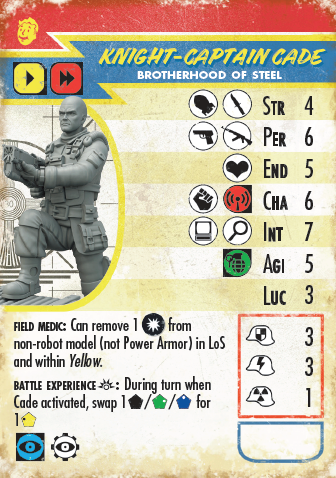 KNIGHT-CAPTAIN CADE
BROTHERHOOD OF STEEL
STR 4
PER 6
END 5
CHA 6
INT 7
AGI 5
LUC 3
FIELD MEDIC: Can remove 1 from
non-robot model (not Power Armor) in LoS
and within Yellow.
BATTLE EXPERIENCE : During turn when
Cade activated, swap 1 / / for
1
3
3
1